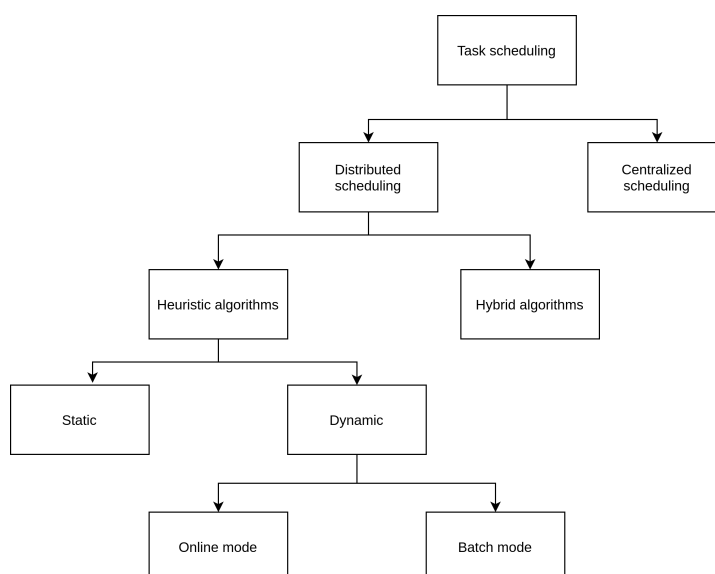 Task scheduling
Distributed
scheduling
Centralized
scheduling
Heuristic algorithms
Hybrid algorithms
Static
Dynamic
Online mode
Batch mode